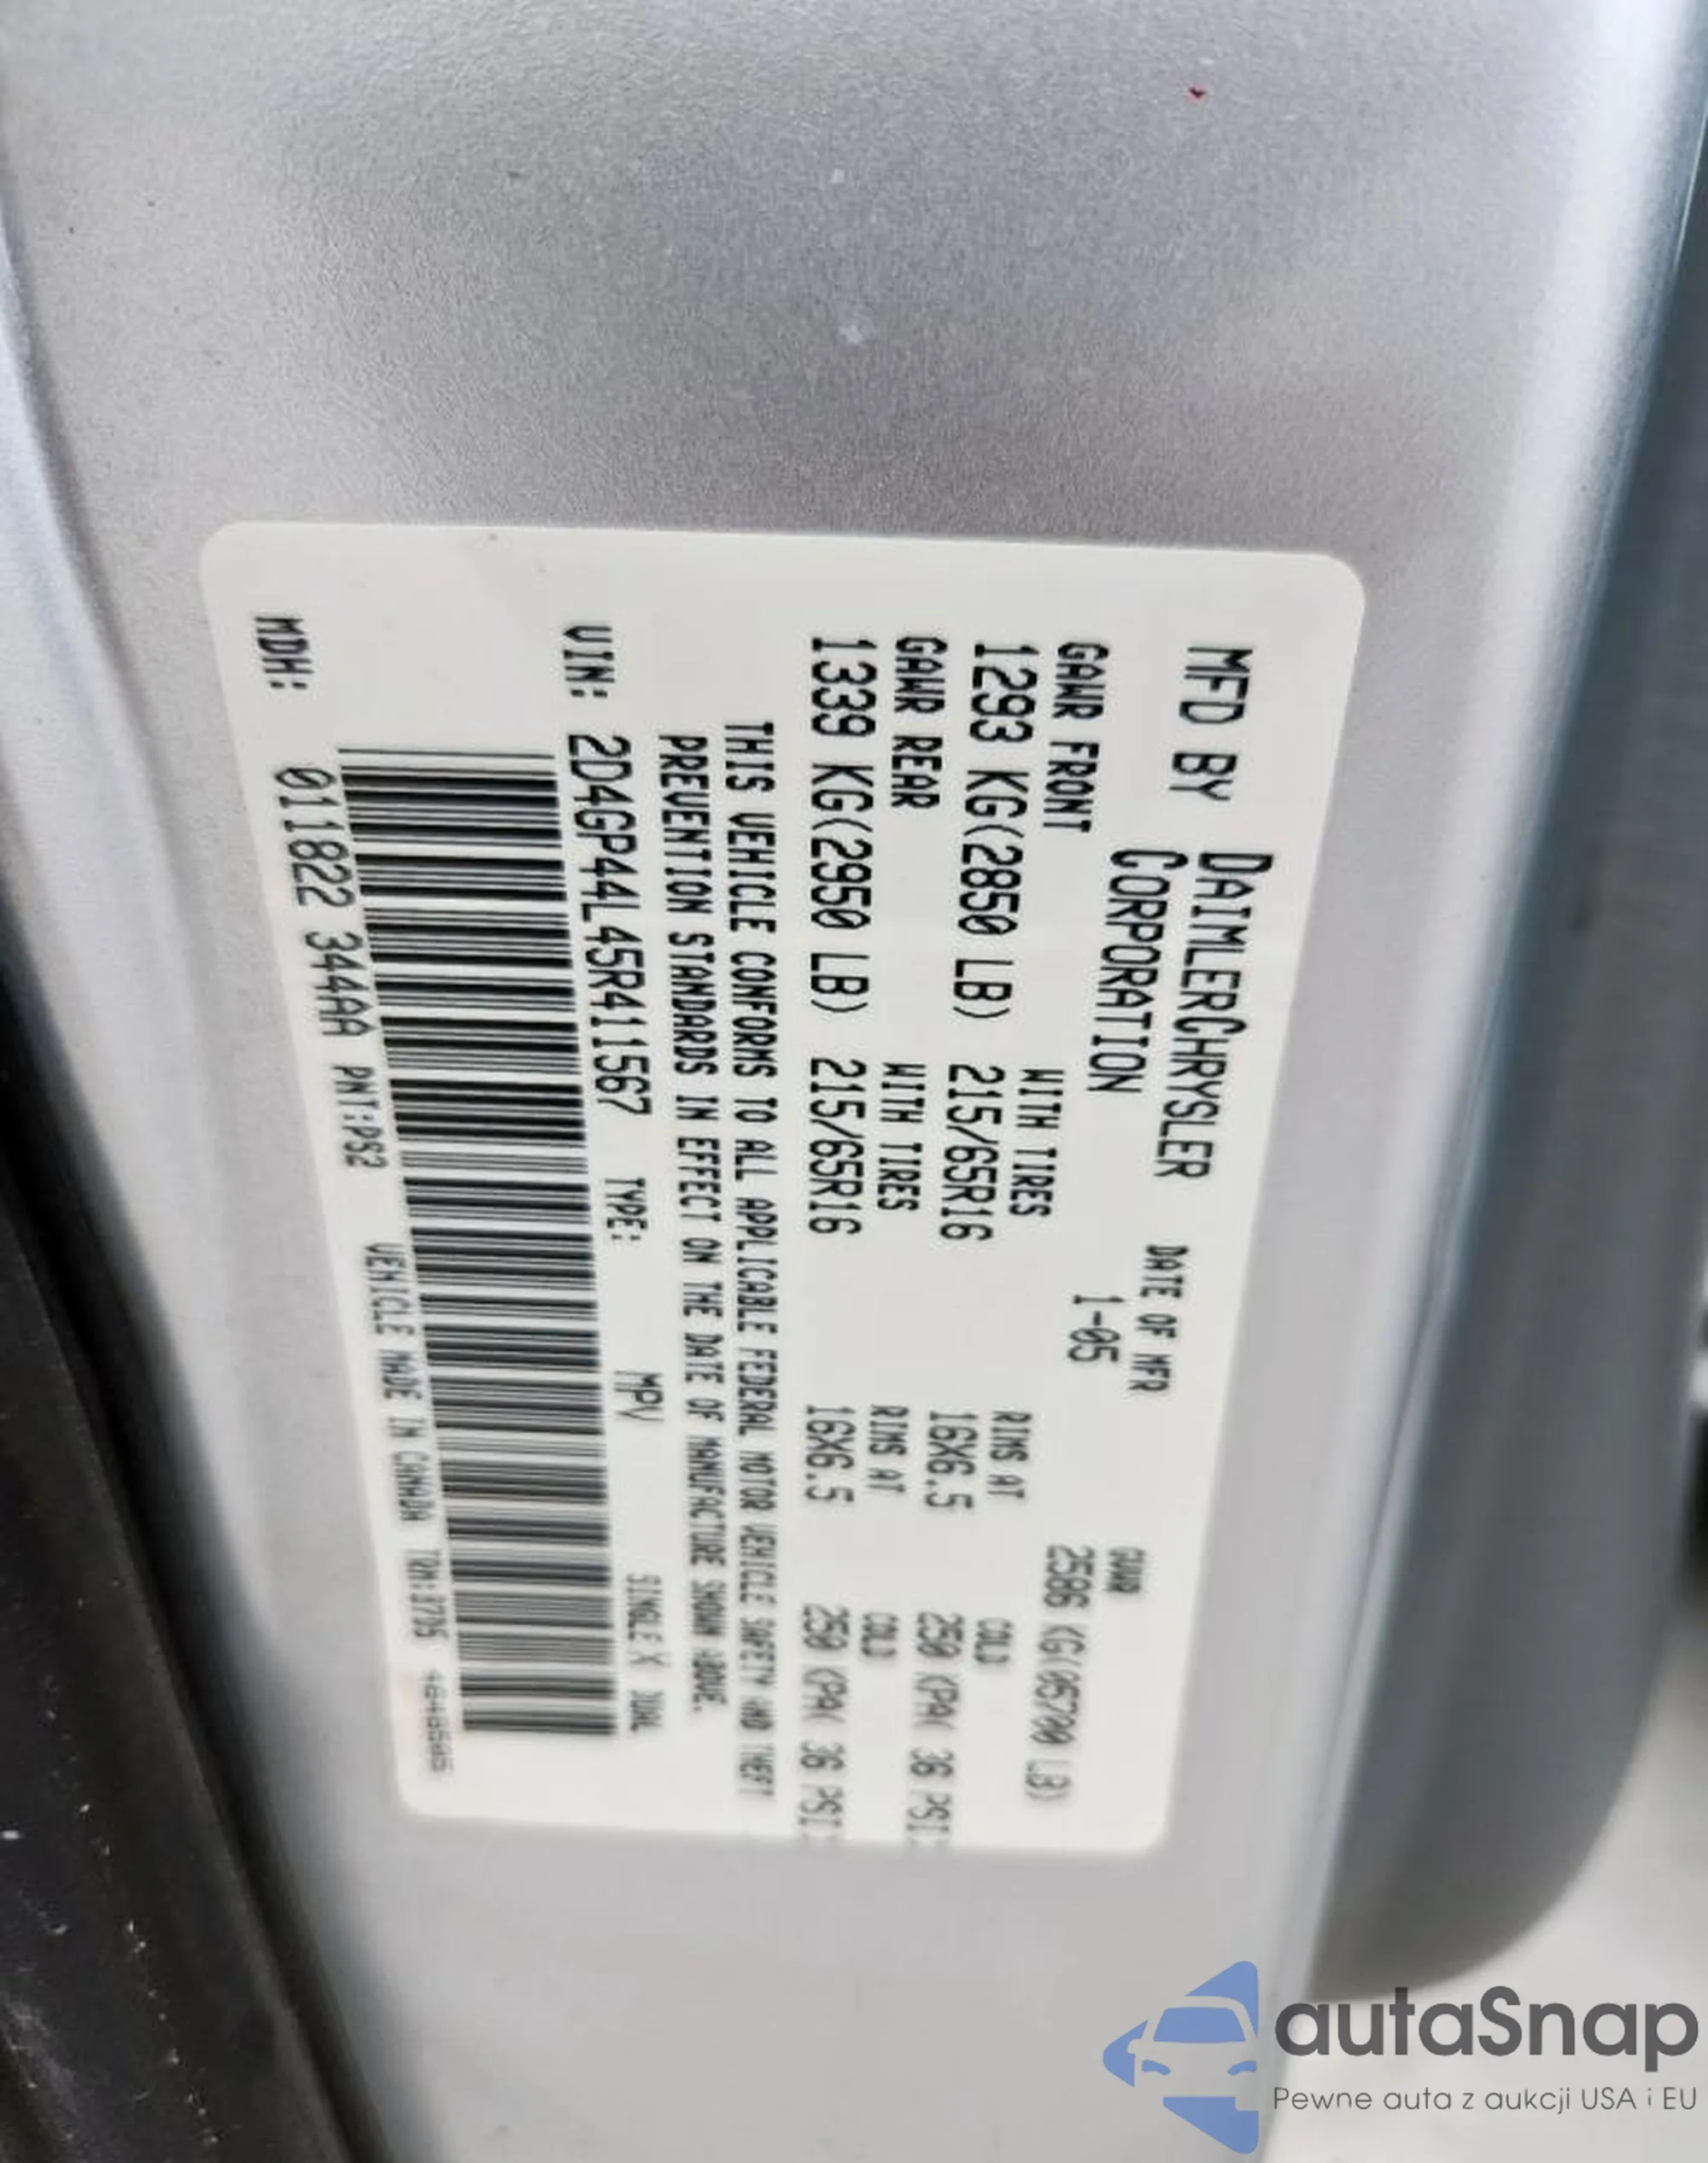 MFD BY DAIMLERCHRYSLER CORPORATION
DATE OF MFR 1-05
GVWR 2586 KG(05700 LB)
GAWR FRONT WITH TIRES RIMS AT COLD
1293 KG(2850 LB) 215/65R16 16X6.5 250 KPA( 36 PSI)
GAWR REAR WITH TIRES RIMS AT COLD
1339 KG(2950 LB) 215/65R16 16X6.5 250 KPA( 36 PSI)
THIS VEHICLE CONFORMS TO ALL APPLICABLE FEDERAL MOTOR VEHICLE SAFETY AND THEFT
PREVENTION STANDARDS IN EFFECT ON THE DATE OF MANUFACTURE SHOWN ABOVE.
VIN: 2D4GP44L45R411567 TYPE: MPV SINGLE X DUAL
MDH: 011822 344AA PNT:PS2 VEHICLE MADE IN CANADA
autaSnap
Pewne auta z aukcji USA i EU